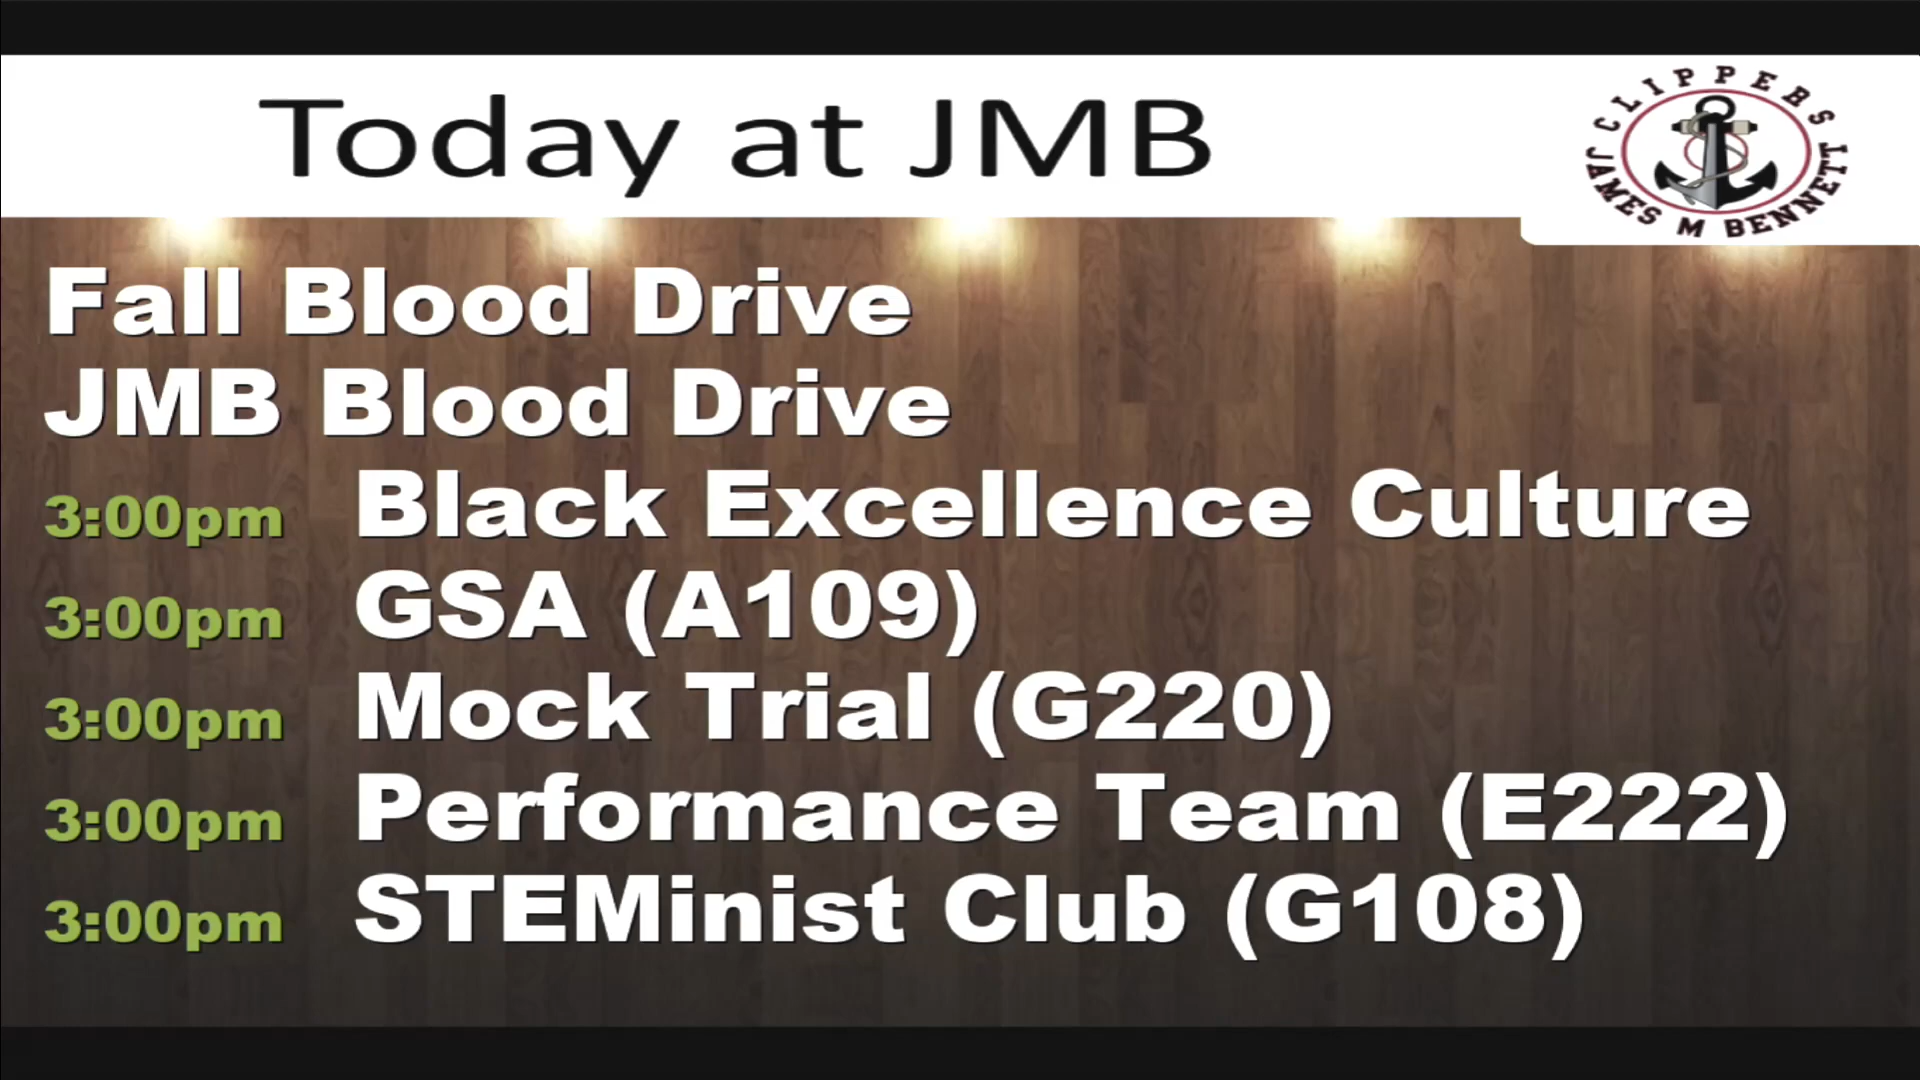 Today at JMB
CLIPPERS
JAMES M BENNETT
Fall Blood Drive
JMB Blood Drive
3:00pm Black Excellence Culture
3:00pm GSA (A109)
3:00pm Mock Trial (G220)
3:00pm Performance Team (E222)
3:00pm STEMinist Club (G108)